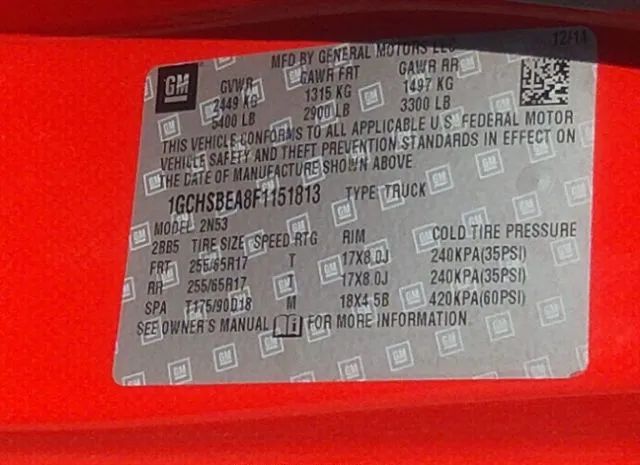 MFD BY GENERAL MOTORS LLC 12/14
GM GVWR GAWR FRT GAWR RR
2449 KG 1315 KG 1497 KG
5400 LB 2900 LB 3300 LB
THIS VEHICLE CONFORMS TO ALL APPLICABLE U.S. FEDERAL MOTOR
VEHICLE SAFETY AND THEFT PREVENTION STANDARDS IN EFFECT ON
THE DATE OF MANUFACTURE SHOWN ABOVE.
1GCHSBEA8F1151813 TYPE: TRUCK
MODEL: 2N53
2BB5 TIRE SIZE SPEED RTG RIM COLD TIRE PRESSURE
FRT 255/65R17 T 17X8.0J 240KPA(35PSI)
RR 255/65R17 T 17X8.0J 240KPA(35PSI)
SPA T175/90D18 M 18X4.5B 420KPA(60PSI)
SEE OWNER'S MANUAL FOR MORE INFORMATION.